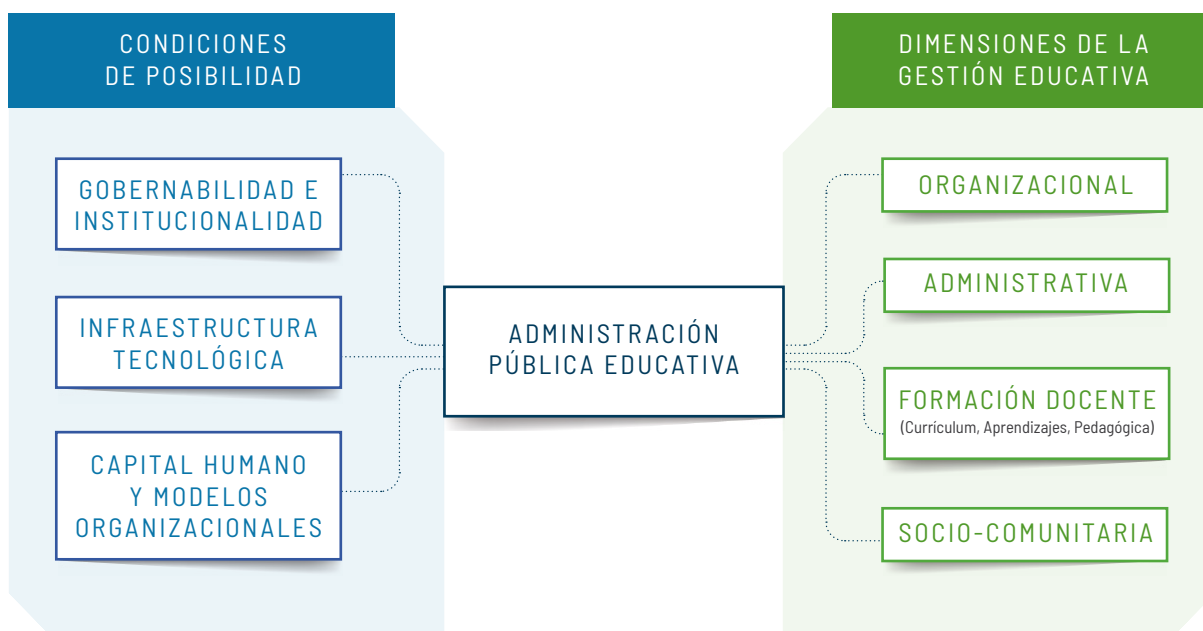 CONDICIONES
DE POSIBILIDAD
GOBERNABILIDAD E
INSTITUCIONALIDAD
INFRAESTRUCTURA
TECNOLÓGICA
CAPITAL HUMANO
Y MODELOS
ORGANIZACIONALES
ADMINISTRACIÓN
PÚBLICA EDUCATIVA
DIMENSIONES DE LA
GESTIÓN EDUCATIVA
ORGANIZACIONAL
ADMINISTRATIVA
FORMACIÓN DOCENTE
(Currículum, Aprendizajes, Pedagógica)
SOCIO-COMUNITARIA